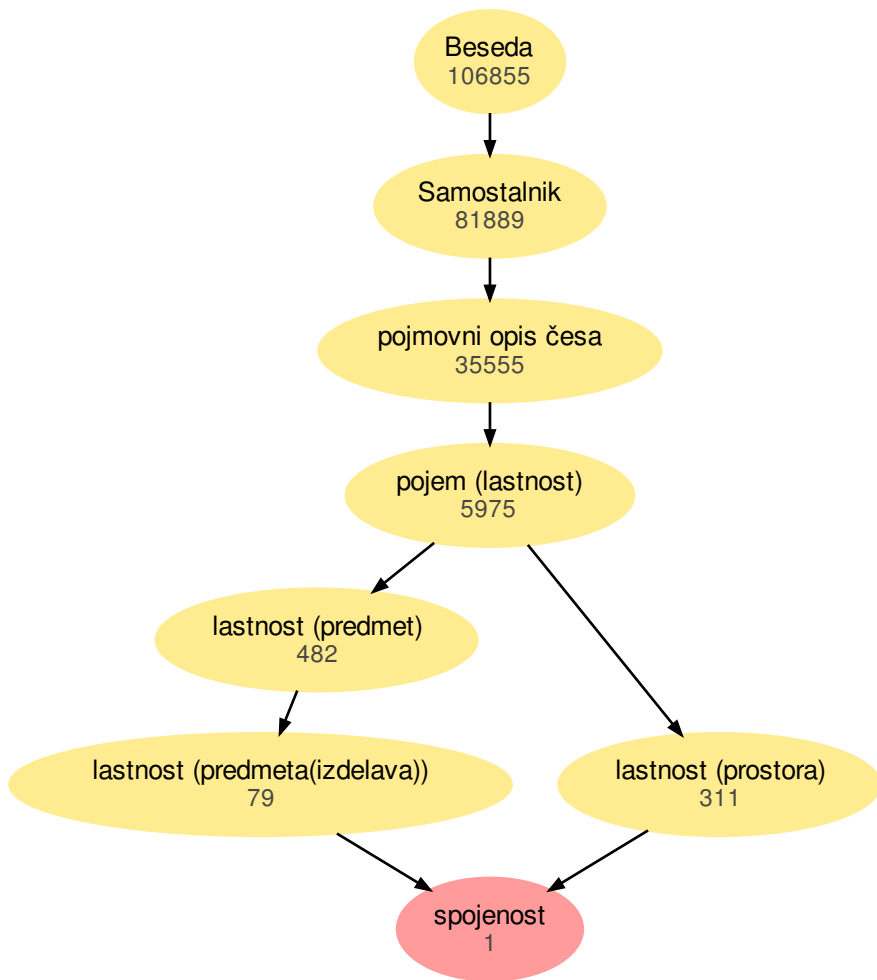 Beseda
106855
Samostalnik
81889
pojmovni opis česa
35555
pojem (lastnost)
5975
lastnost (predmet)
482
lastnost (predmeta(izdelava))
79
lastnost (prostora)
311
spojenost
1